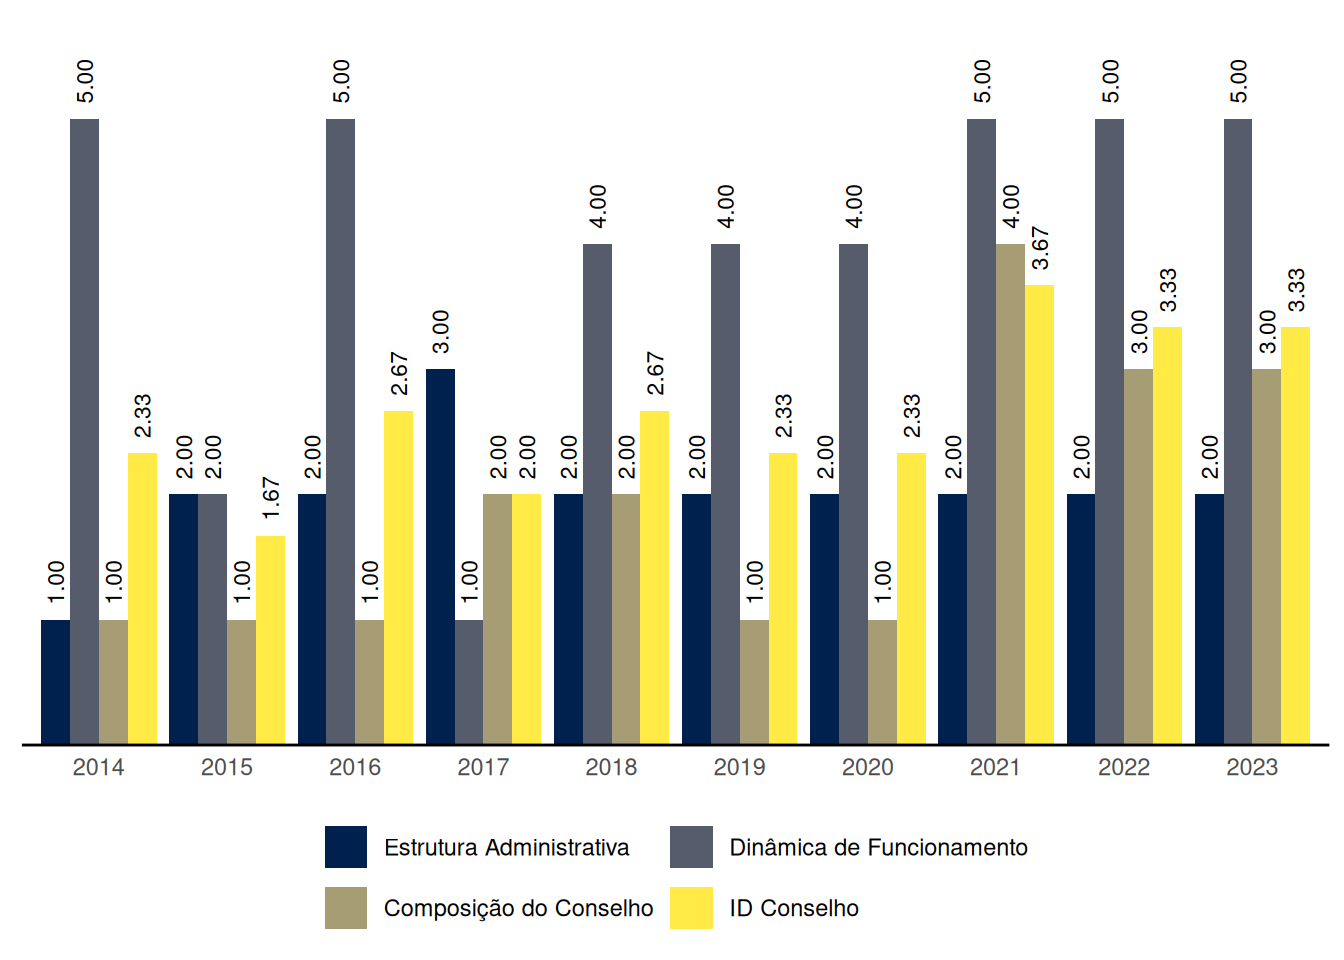 5.00 5.00 5.00 5.00 5.00
4.00 4.00 4.00 4.00
3.67
3.33 3.33
3.00 3.00 3.00
2.67 2.67
2.33 2.33 2.33
2.00 2.00 2.00 2.00 2.00 2.00 2.00 2.00 2.00 2.00 2.00 2.00
1.67
1.00 1.00 1.00 1.00 1.00 1.00 1.00
2014 2015 2016 2017 2018 2019 2020 2021 2022 2023
Estrutura Administrativa Dinâmica de Funcionamento
Composição do Conselho ID Conselho